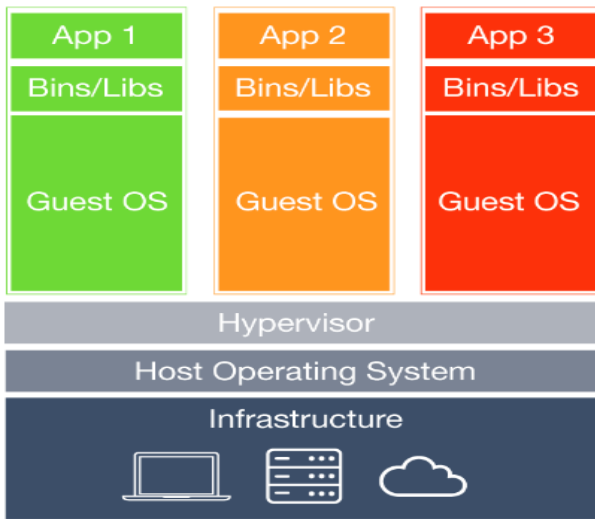 App 1
App 2
App 3
Bins/Libs
Bins/Libs
Bins/Libs
Guest OS
Guest OS
Guest OS
Hypervisor
Host Operating System
Infrastructure